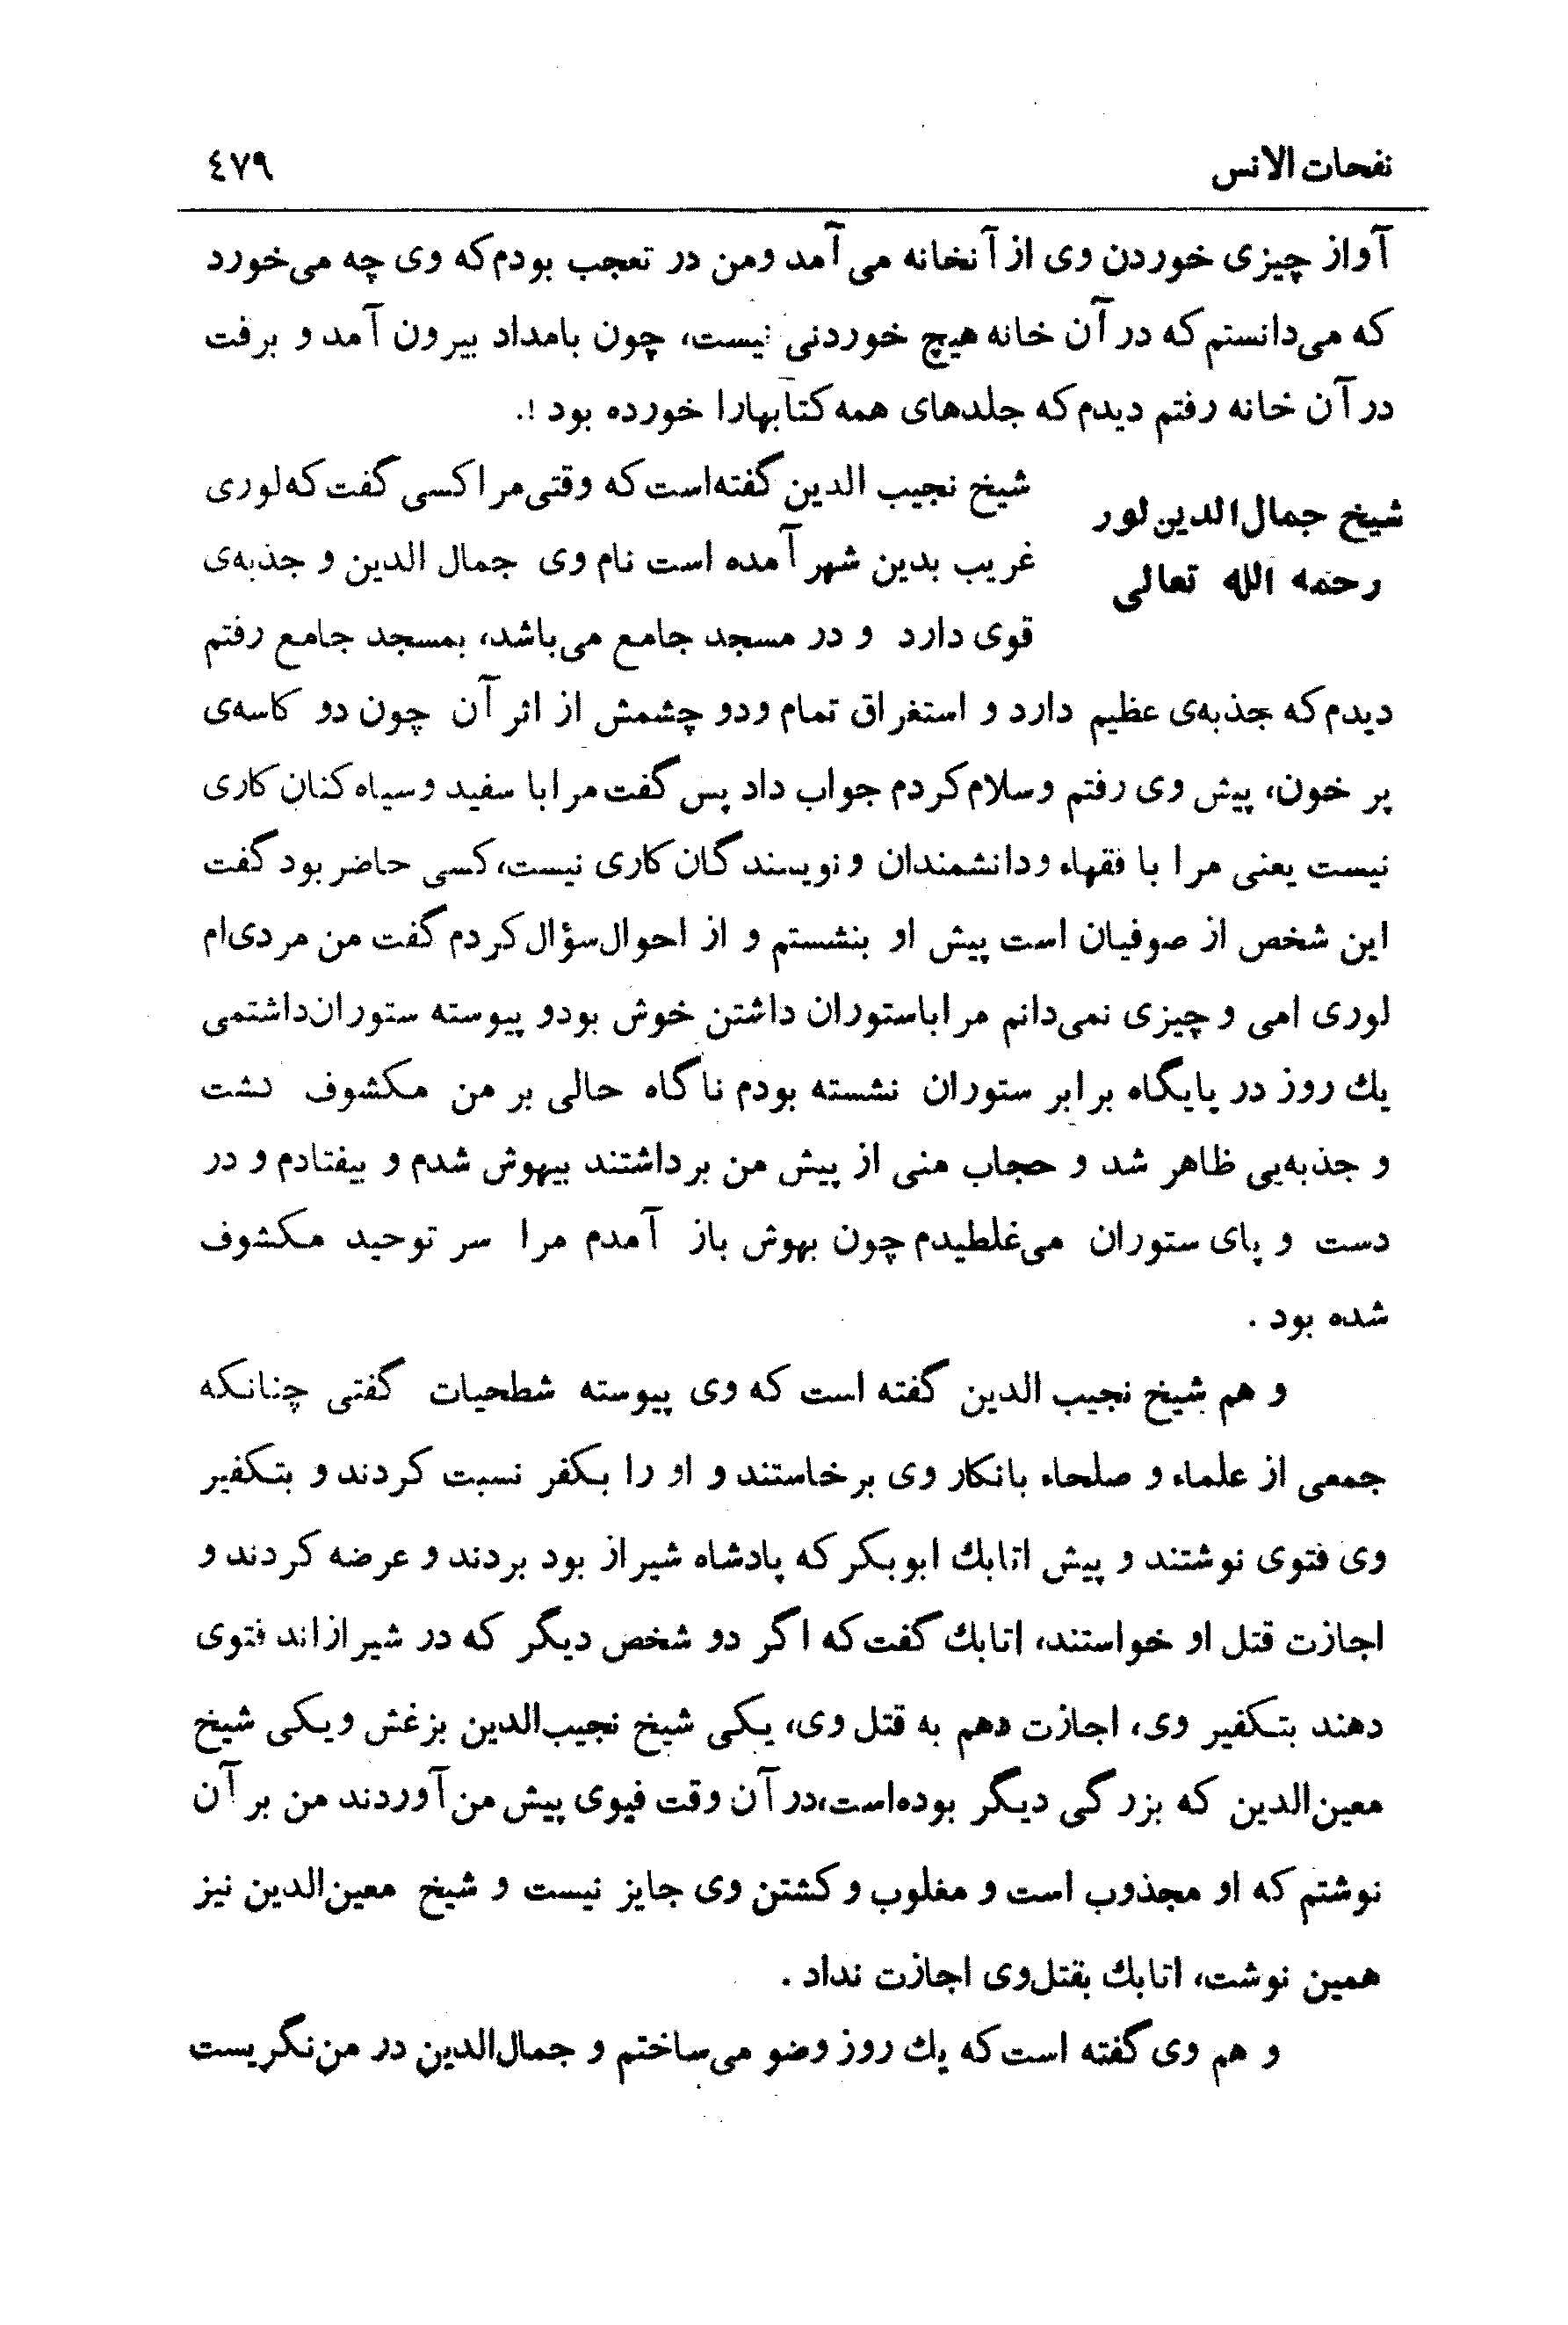 نفحات الانس ٤٧٩
آواز چیزی خوردن وی از آنخانه می‌آمد ومن در تعجب بودم که وی چه می‌خورد
که می‌دانستم که در آن خانه هیچ خوردنی نیست، چون بامداد بیرون آمد و برفت
در آن خانه رفتم دیدم که جلدهای همه کتابهارا خورده بود !.
شیخ جمال‌الدین لور
رحمه الله تعالی
شیخ نجیب الدین گفته‌است که وقتی مرا کسی گفت که لوری
غریب بدین شهر آمده است نام وی جمال الدین و جذبه‌ی
قوی دارد و در مسجد جامع می‌باشد، بمسجد جامع رفتم
دیدم که جذبه‌ی عظیم دارد و استغراق تمام ودو چشمش از اثر آن چون دو کاسه‌ی
پر خون، پیش وی رفتم وسلام کردم جواب داد پس گفت مرا با سفید وسیاه کنان کاری
نیست یعنی مرا با فقهاء ودانشمندان و نویسندگان کاری نیست، کسی حاضر بود گفت
این شخص از صوفیان است پیش او بنشستم و از احوال سؤال کردم گفت من مردی‌ام
لوری امی و چیزی نمی‌دانم مرا باستوران داشتن خوش بودو پیوسته ستوران داشتمی
یك روز در پایگاه برابر ستوران نشسته بودم ناگاه حالی بر من مکشوف گشت
و جذبه‌یی ظاهر شد و حجاب منی از پیش من برداشتند بیهوش شدم و بیفتادم و در
دست و پای ستوران می‌غلطیدم چون بهوش باز آمدم مرا سر توحید مکشوف
شده بود .
و هم شیخ نجیب الدین گفته است که وی پیوسته شطحیات گفتی چنانکه
جمعی از علماء و صلحاء بانکار وی برخاستند و او را بکفر نسبت کردند و بتکفیر
وی فتوی نوشتند و پیش اتابك ابوبکر که پادشاه شیراز بود بردند و عرضه کردند و
اجازت قتل او خواستند، اتابك گفت که اگر دو شخص دیگر که در شیرازاند فتوی
دهند بتکفیر وی، اجازت دهم به قتل وی، یکی شیخ نجیب‌الدین بزغش ویکی شیخ
معین‌الدین که بزرگی دیگر بوده‌است،در آن وقت فتوی پیش من آوردند من بر آن
نوشتم که او مجذوب است و مغلوب و کشتن وی جایز نیست و شیخ معین‌الدین نیز
همین نوشت، اتابك بقتل وی اجازت نداد .
و هم وی گفته است که یك روز وضو می‌ساختم و جمال‌الدین در من نگریست